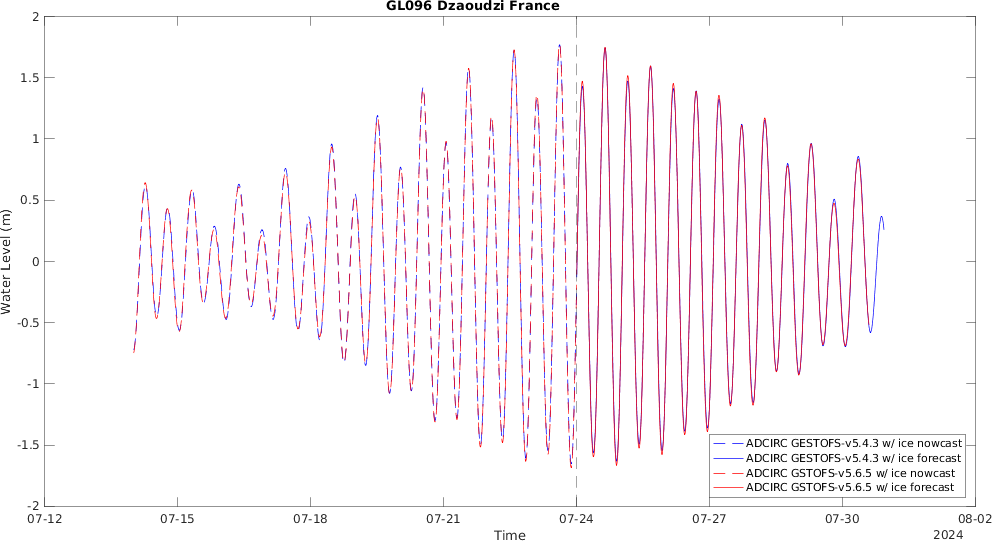 GL096 Dzaoudzi France
2
1.5
1
0.5
0
-0.5
-1
-1.5
-2
Water Level (m)
ADCIRC GESTOFS-v5.4.3 w/ ice nowcast
ADCIRC GESTOFS-v5.4.3 w/ ice forecast
ADCIRC GSTOFS-v5.6.5 w/ ice nowcast
ADCIRC GSTOFS-v5.6.5 w/ ice forecast
07-12 07-15 07-18 07-21 07-24 07-27 07-30 08-02
Time
2024